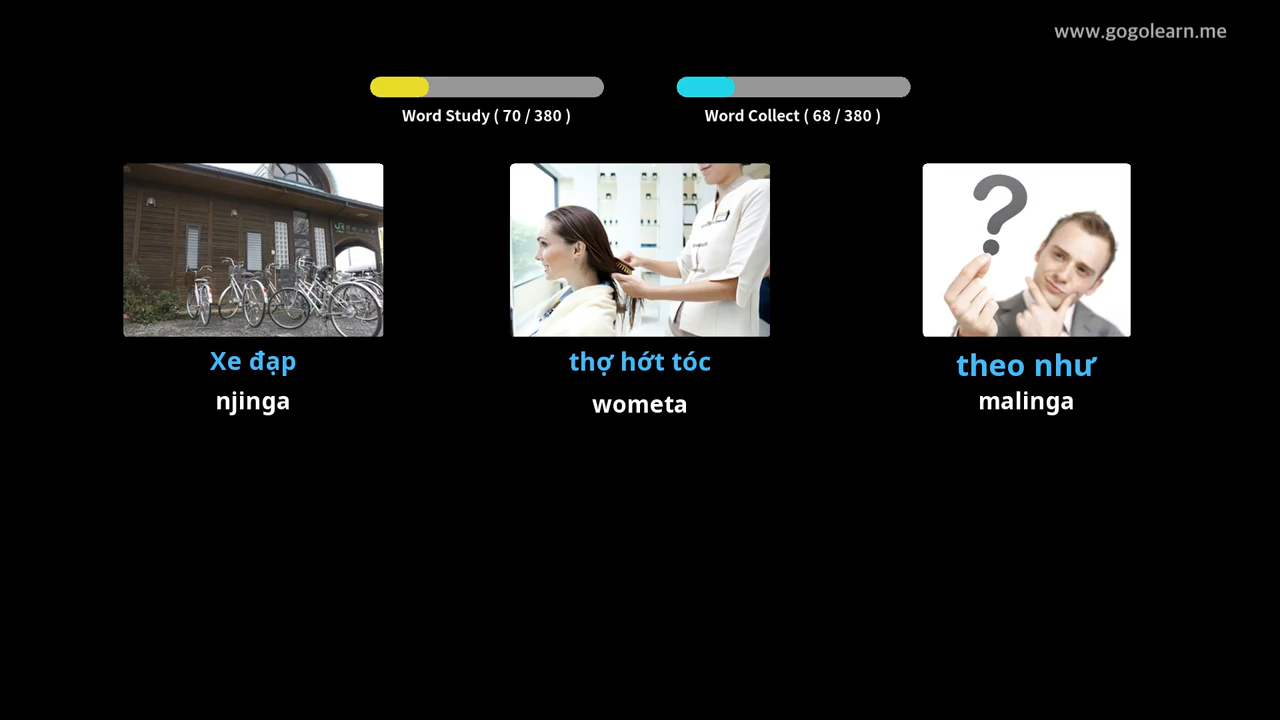 www.gogolearn.me
Word Study ( 70 / 380 )
Word Collect ( 68 / 380 )
Xe đạp
thợ hớt tóc
theo như
njinga
wometa
malinga